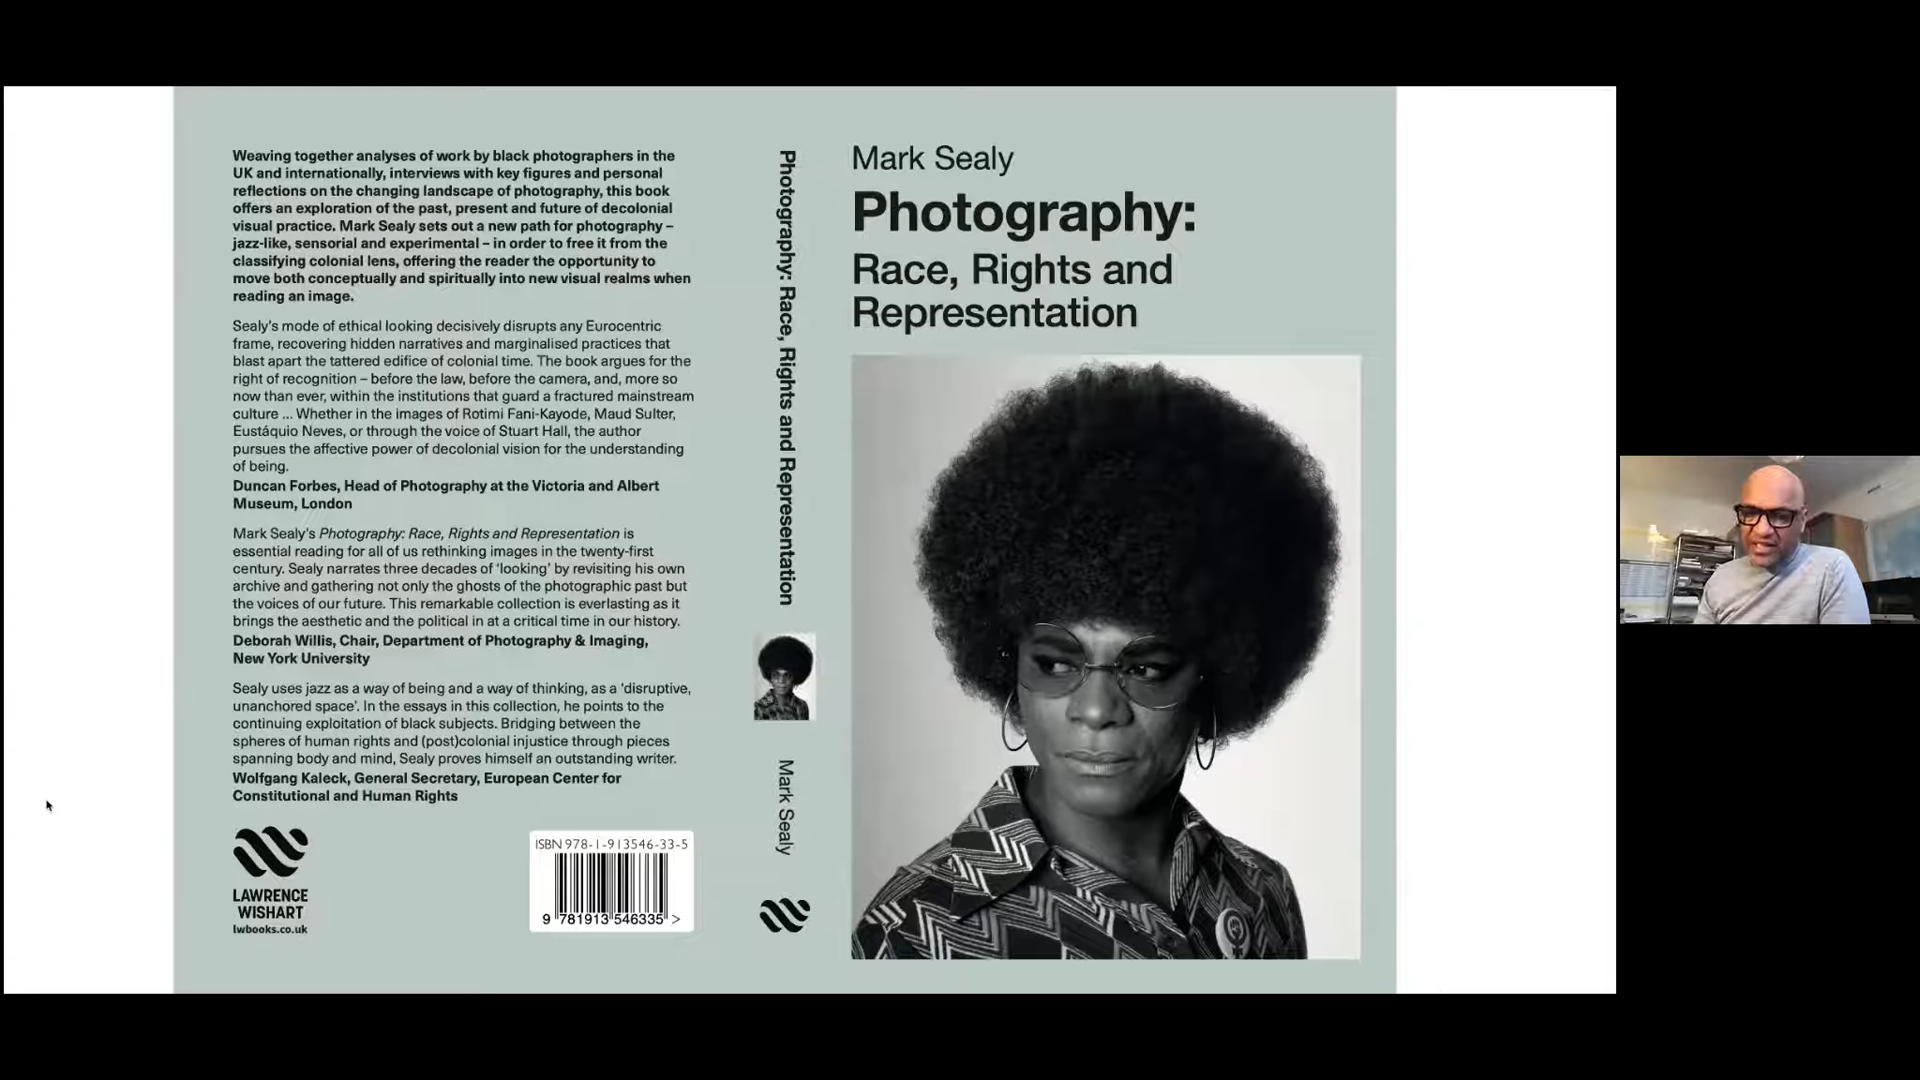 Weaving together analyses of work by black photographers in the
UK and internationally, interviews with key figures and personal
reflections on the changing landscape of photography, this book
offers an exploration of the past, present and future of decolonial
visual practice. Mark Sealy sets out a new path for photography –
jazz-like, sensorial and experimental – in order to free it from the
classifying colonial lens, offering the reader the opportunity to
move both conceptually and spiritually into new visual realms when
reading an image.
Sealy's mode of ethical looking decisively disrupts any Eurocentric
frame, recovering hidden narratives and marginalised practices that
blast apart the tattered edifice of colonial time. The book argues for the
right of recognition – before the law, before the camera, and, more so
now than ever, within the institutions that guard a fractured mainstream
culture ... Whether in the images of Rotimi Fani-Kayode, Maud Sulter,
Eustáquio Neves, or through the voice of Stuart Hall, the author
pursues the affective power of decolonial vision for the understanding
of being.
Duncan Forbes, Head of Photography at the Victoria and Albert
Museum, London
Mark Sealy's Photography: Race, Rights and Representation is
essential reading for all of us rethinking images in the twenty-first
century. Sealy narrates three decades of 'looking' by revisiting his own
archive and gathering not only the ghosts of the photographic past but
the voices of our future. This remarkable collection is everlasting as it
brings the aesthetic and the political in at a critical time in our history.
Deborah Willis, Chair, Department of Photography & Imaging,
New York University
Sealy uses jazz as a way of being and a way of thinking, as a 'disruptive,
unanchored space'. In the essays in this collection, he points to the
continuing exploitation of black subjects. Bridging between the
spheres of human rights and (post)colonial injustice through pieces
spanning body and mind, Sealy proves himself an outstanding writer.
Wolfgang Kaleck, General Secretary, European Center for
Constitutional and Human Rights
LAWRENCE
WISHART
lwbooks.co.uk
ISBN 978-1-913546-33-5
9 781913 546335 >
Photography: Race, Rights and Representation
Mark Sealy
Mark Sealy
Photography:
Race, Rights and
Representation